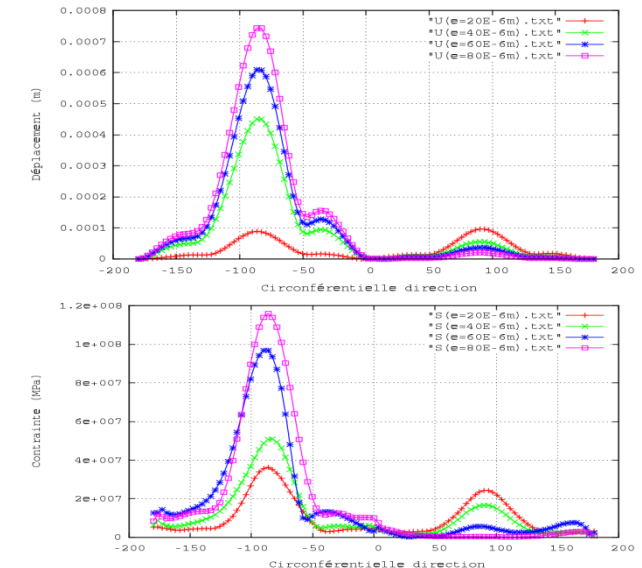 0.0008
0.0007
0.0006
0.0005
0.0004
0.0003
0.0002
0.0001
0
-200 -150 -100 -50 0 50 100 150 200
Déplacement (m)
Circonférentielle direction
"U(e=20E-6m).txt"
"U(e=40E-6m).txt"
"U(e=60E-6m).txt"
"U(e=80E-6m).txt"
1.2e+008
1e+008
8e+007
6e+007
4e+007
2e+007
0
-200 -150 -100 -50 0 50 100 150 200
Contrainte (MPa)
Circonférentielle direction
"S(e=20E-6m).txt"
"S(e=40E-6m).txt"
"S(e=60E-6m).txt"
"S(e=80E-6m).txt"